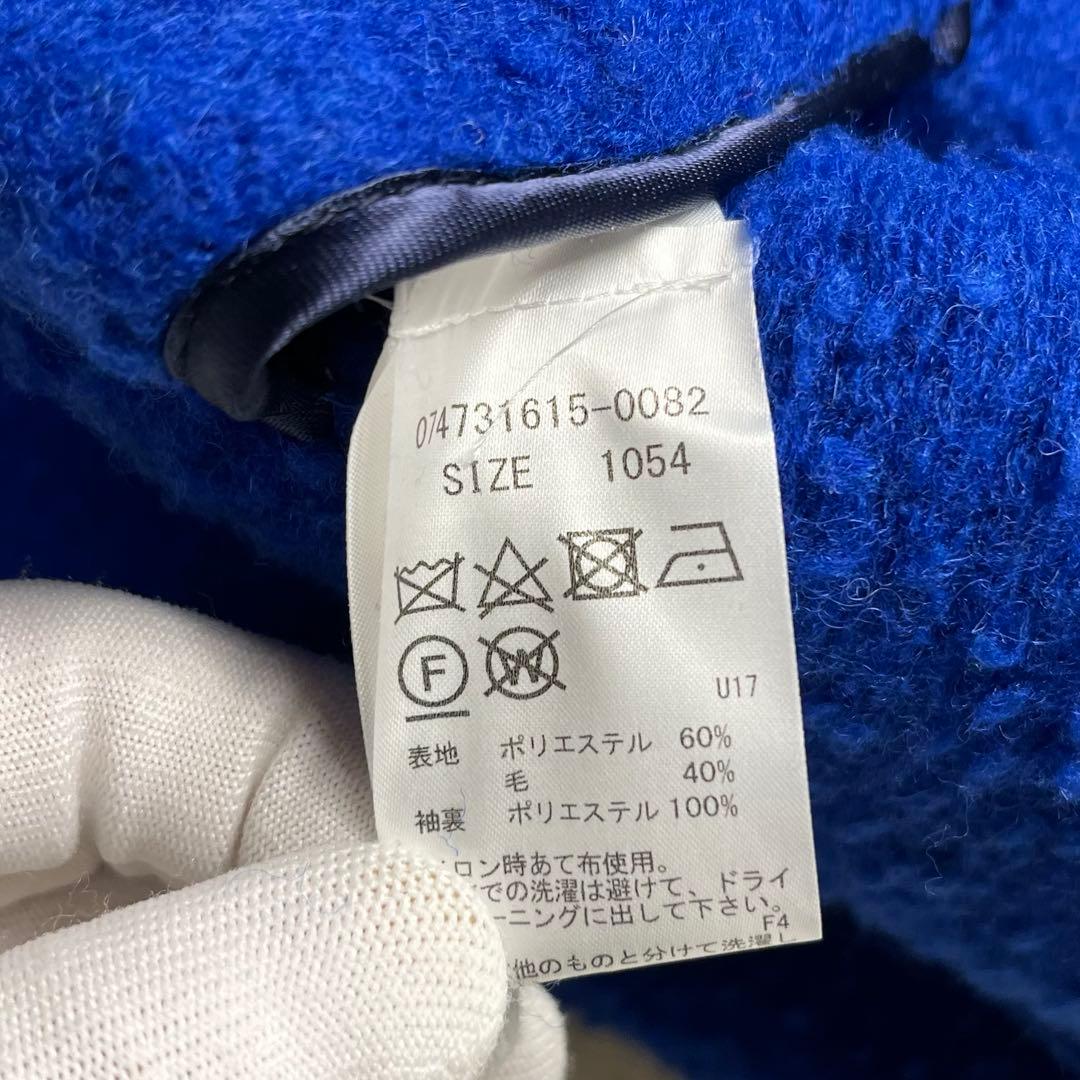 074731615-0082
SIZE 1054
F W
U17
表地 ポリエステル 60%
毛 40%
袖裏 ポリエステル 100%
ロン時あて布使用。
での洗濯は避けて、ドライ
ーニングに出して下さい。
F4
他のものと分けて洗濯し